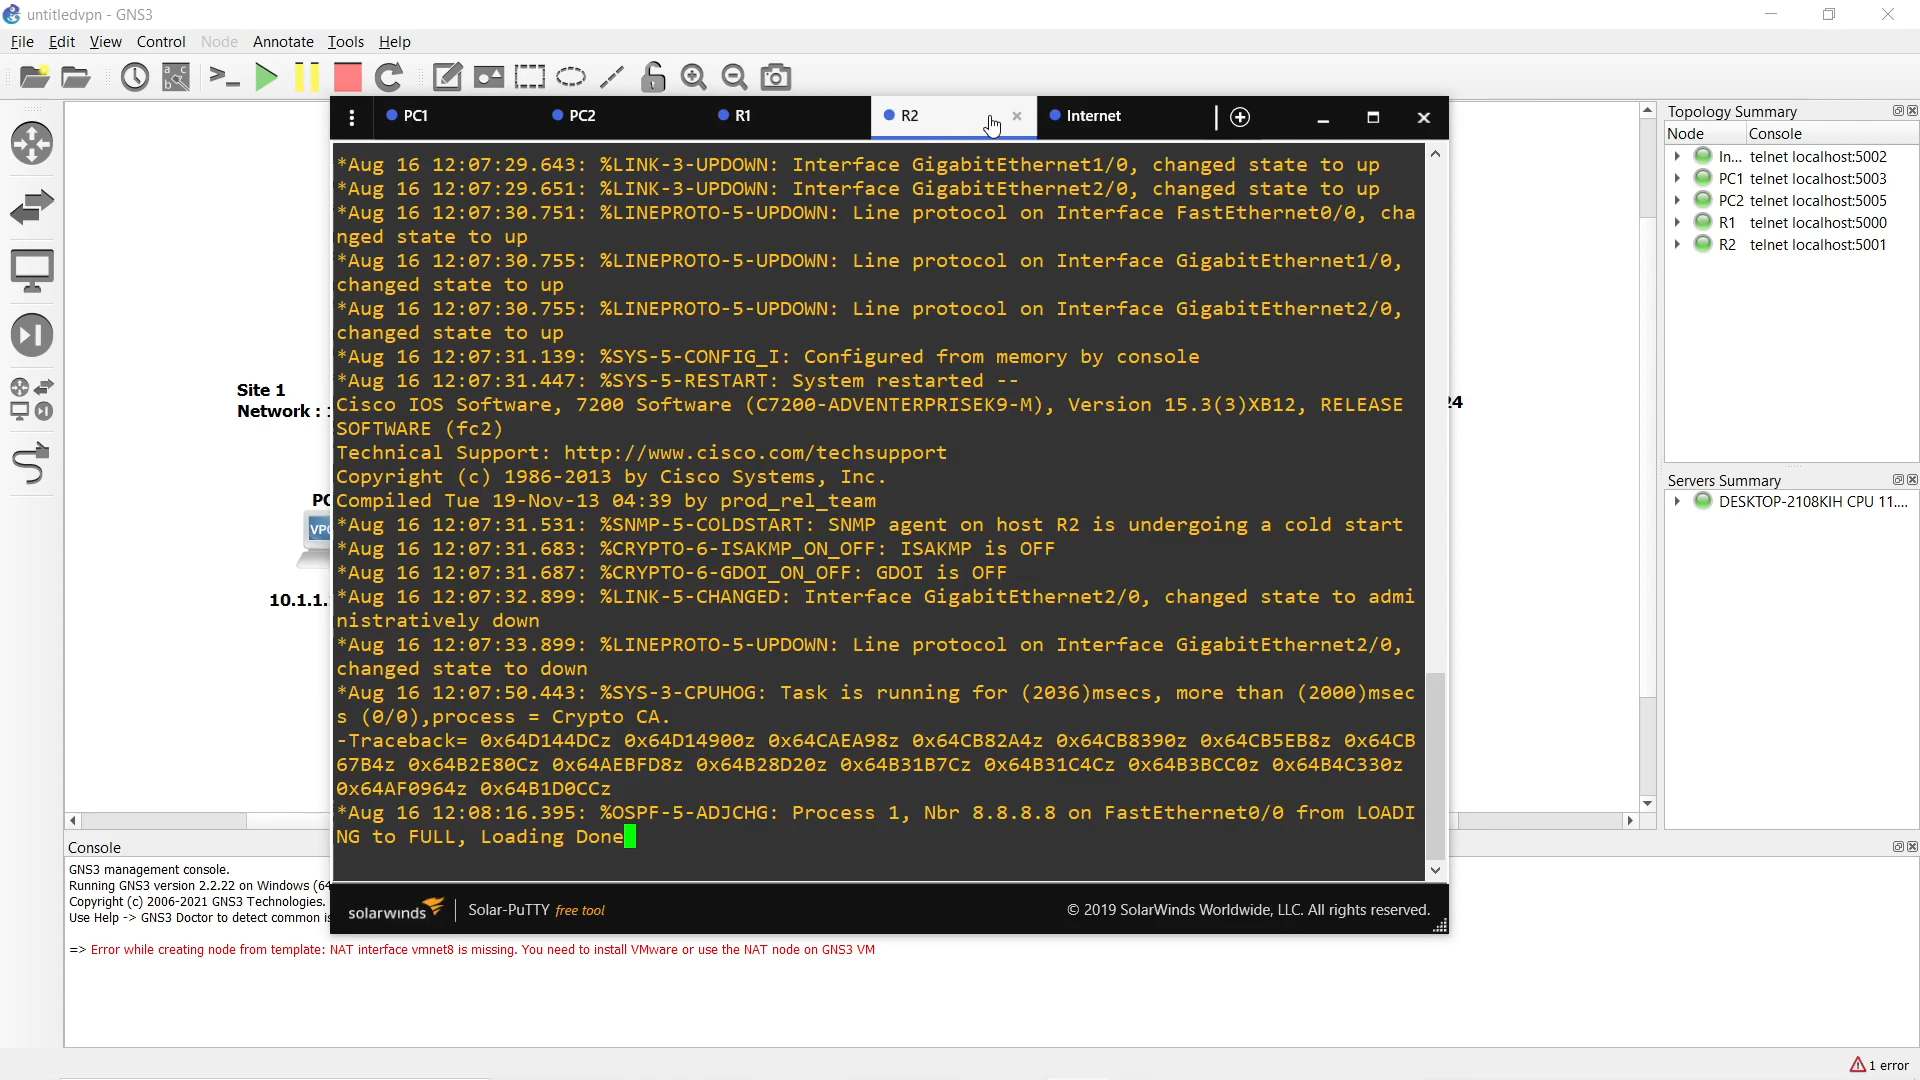 untitledvpn - GNS3
File Edit View Control Node Annotate Tools Help
PC1 PC2 R1 R2 Internet
*Aug 16 12:07:29.643: %LINK-3-UPDOWN: Interface GigabitEthernet1/0, changed state to up
*Aug 16 12:07:29.651: %LINK-3-UPDOWN: Interface GigabitEthernet2/0, changed state to up
*Aug 16 12:07:30.751: %LINEPROTO-5-UPDOWN: Line protocol on Interface FastEthernet0/0, cha
nged state to up
*Aug 16 12:07:30.755: %LINEPROTO-5-UPDOWN: Line protocol on Interface GigabitEthernet1/0,
changed state to up
*Aug 16 12:07:30.755: %LINEPROTO-5-UPDOWN: Line protocol on Interface GigabitEthernet2/0,
changed state to up
*Aug 16 12:07:31.139: %SYS-5-CONFIG_I: Configured from memory by console
*Aug 16 12:07:31.447: %SYS-5-RESTART: System restarted --
Cisco IOS Software, 7200 Software (C7200-ADVENTERPRISEK9-M), Version 15.3(3)XB12, RELEASE
SOFTWARE (fc2)
Technical Support: http://www.cisco.com/techsupport
Copyright (c) 1986-2013 by Cisco Systems, Inc.
Compiled Tue 19-Nov-13 04:39 by prod_rel_team
*Aug 16 12:07:31.531: %SNMP-5-COLDSTART: SNMP agent on host R2 is undergoing a cold start
*Aug 16 12:07:31.683: %CRYPTO-6-ISAKMP_ON_OFF: ISAKMP is OFF
*Aug 16 12:07:31.687: %CRYPTO-6-GDOI_ON_OFF: GDOI is OFF
*Aug 16 12:07:32.899: %LINK-5-CHANGED: Interface GigabitEthernet2/0, changed state to admi
nistratively down
*Aug 16 12:07:33.899: %LINEPROTO-5-UPDOWN: Line protocol on Interface GigabitEthernet2/0,
changed state to down
*Aug 16 12:07:50.443: %SYS-3-CPUHOG: Task is running for (2036)msecs, more than (2000)msec
s (0/0),process = Crypto CA.
-Traceback= 0x64D144DCz 0x64D14900z 0x64CAEA98z 0x64CB82A4z 0x64CB8390z 0x64CB5EB8z 0x64CB
67B4z 0x64B2E80Cz 0x64AEBFD8z 0x64B28D20z 0x64B31B7Cz 0x64B31C4Cz 0x64B3BCC0z 0x64B4C330z
0x64AF0964z 0x64B1D0CCz
*Aug 16 12:08:16.395: %OSPF-5-ADJCHG: Process 1, Nbr 8.8.8.8 on FastEthernet0/0 from LOADI
NG to FULL, Loading Done
solarwinds Solar-PuTTY free tool © 2019 SolarWinds Worldwide, LLC. All rights reserved.
Site 1
Network :
PC
VPC
10.1.1.
24
Topology Summary
Node Console
In... telnet localhost:5002
PC1 telnet localhost:5003
PC2 telnet localhost:5005
R1 telnet localhost:5000
R2 telnet localhost:5001
Servers Summary
DESKTOP-2108KIH CPU 11....
Console
GNS3 management console.
Running GNS3 version 2.2.22 on Windows (64
Copyright (c) 2006-2021 GNS3 Technologies.
Use Help -> GNS3 Doctor to detect common is
=> Error while creating node from template: NAT interface vmnet8 is missing. You need to install VMware or use the NAT node on GNS3 VM
1 error